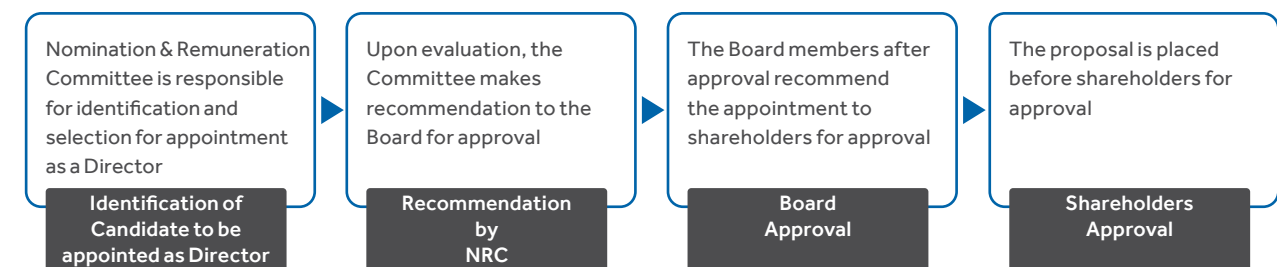 Nomination & Remuneration
Committee is responsible
for identification and
selection for appointment
as a Director
Identification of
Candidate to be
appointed as Director
Upon evaluation, the
Committee makes
recommendation to the
Board for approval
Recommendation
by
NRC
The Board members after
approval recommend
the appointment to
shareholders for approval
Board
Approval
The proposal is placed
before shareholders for
approval
Shareholders
Approval